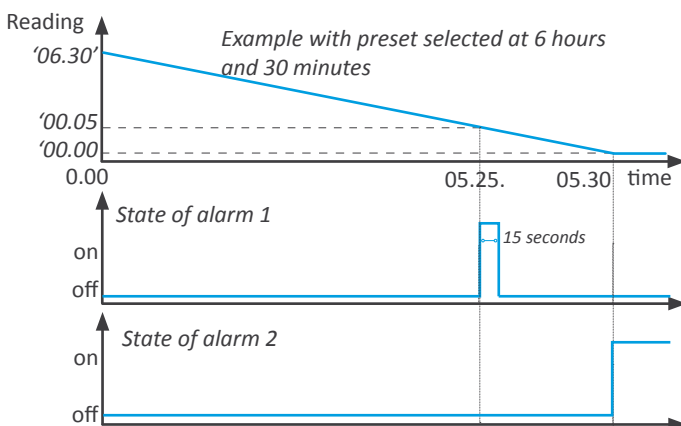 Reading
‘06.30’
Example with preset selected at 6 hours
and 30 minutes
‘00.05
‘00.00
0.00
05.25.
05.30
time
State of alarm 1
15 seconds
on
off
State of alarm 2
on
off